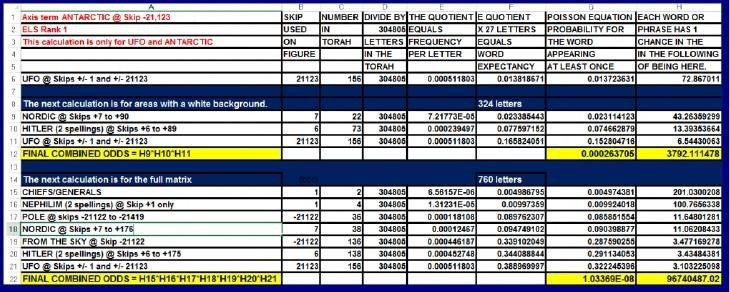 A B C D E F G H
1 Axis term ANTARCTIC @ Skip -21,123 SKIP NUMBER DIVIDE BY THE QUOTIENT E QUOTIENT POISSON EQUATION EACH WORD OR
2 ELS Rank 1 USED IN 304805 EQUALS X 27 LETTERS PROBABILITY FOR PHRASE HAS 1
3 This calculation is only for UFO and ANTARCTIC ON TORAH LETTERS FREQUENCY EQUALS THE WORD CHANCE IN THE
4 FIGURE IN THE PER LETTER WORD APPEARING IN THE FOLLOWING
5 TORAH EXPECTANCY AT LEAST ONCE OF BEING HERE.
6 UFO @ Skips +/- 1 and +/- 21123 21123 156 304805 0.000511803 0.013818671 0.013723631 72.867011
7
8 The next calculation is for areas with a white background. 324 letters
9 NORDIC @ Skips +7 to +90 7 22 304805 7.21773E-05 0.023385443 0.023114123 43.26359299
10 HITLER (2 spellings) @ Skips +6 to +89 6 73 304805 0.000239497 0.077597152 0.074662879 13.39353664
11 UFO @ Skips +/- 1 and +/- 21123 21123 156 304805 0.000511803 0.165824051 0.152804716 6.54430063
12 FINAL COMBINED ODDS = H9*H10*H11 0.000263705 3792.111478
13
14 The next calculation is for the full matrix 760 letters
15 CHIEFS/GENERALS 1 2 304805 6.56157E-06 0.004986795 0.004974381 201.0300208
16 NEPHILIM (2 spellings) @ Skip +1 only 1 4 304805 1.31231E-05 0.00997359 0.009924018 100.7656338
17 POLE @ skips -21122 to -21419 -21122 36 304805 0.000118108 0.089762307 0.085851554 11.64801281
18 NORDIC @ Skips +7 to +176 7 38 304805 0.00012467 0.094749102 0.090398877 11.06208433
19 FROM THE SKY @ Skip -21122 -21122 136 304805 0.000446187 0.339102049 0.287590255 3.477169278
20 HITLER (2 spellings) @ Skips +6 to +175 6 138 304805 0.000452748 0.344088844 0.291134053 3.43484381
21 UFO @ Skips +/- 1 and +/- 21123 21123 156 304805 0.000511803 0.388969997 0.322245396 3.103225098
22 FINAL COMBINED ODDS = H15*H16*H17*H18*H19*H20*H21 1.03369E-08 96740487.02